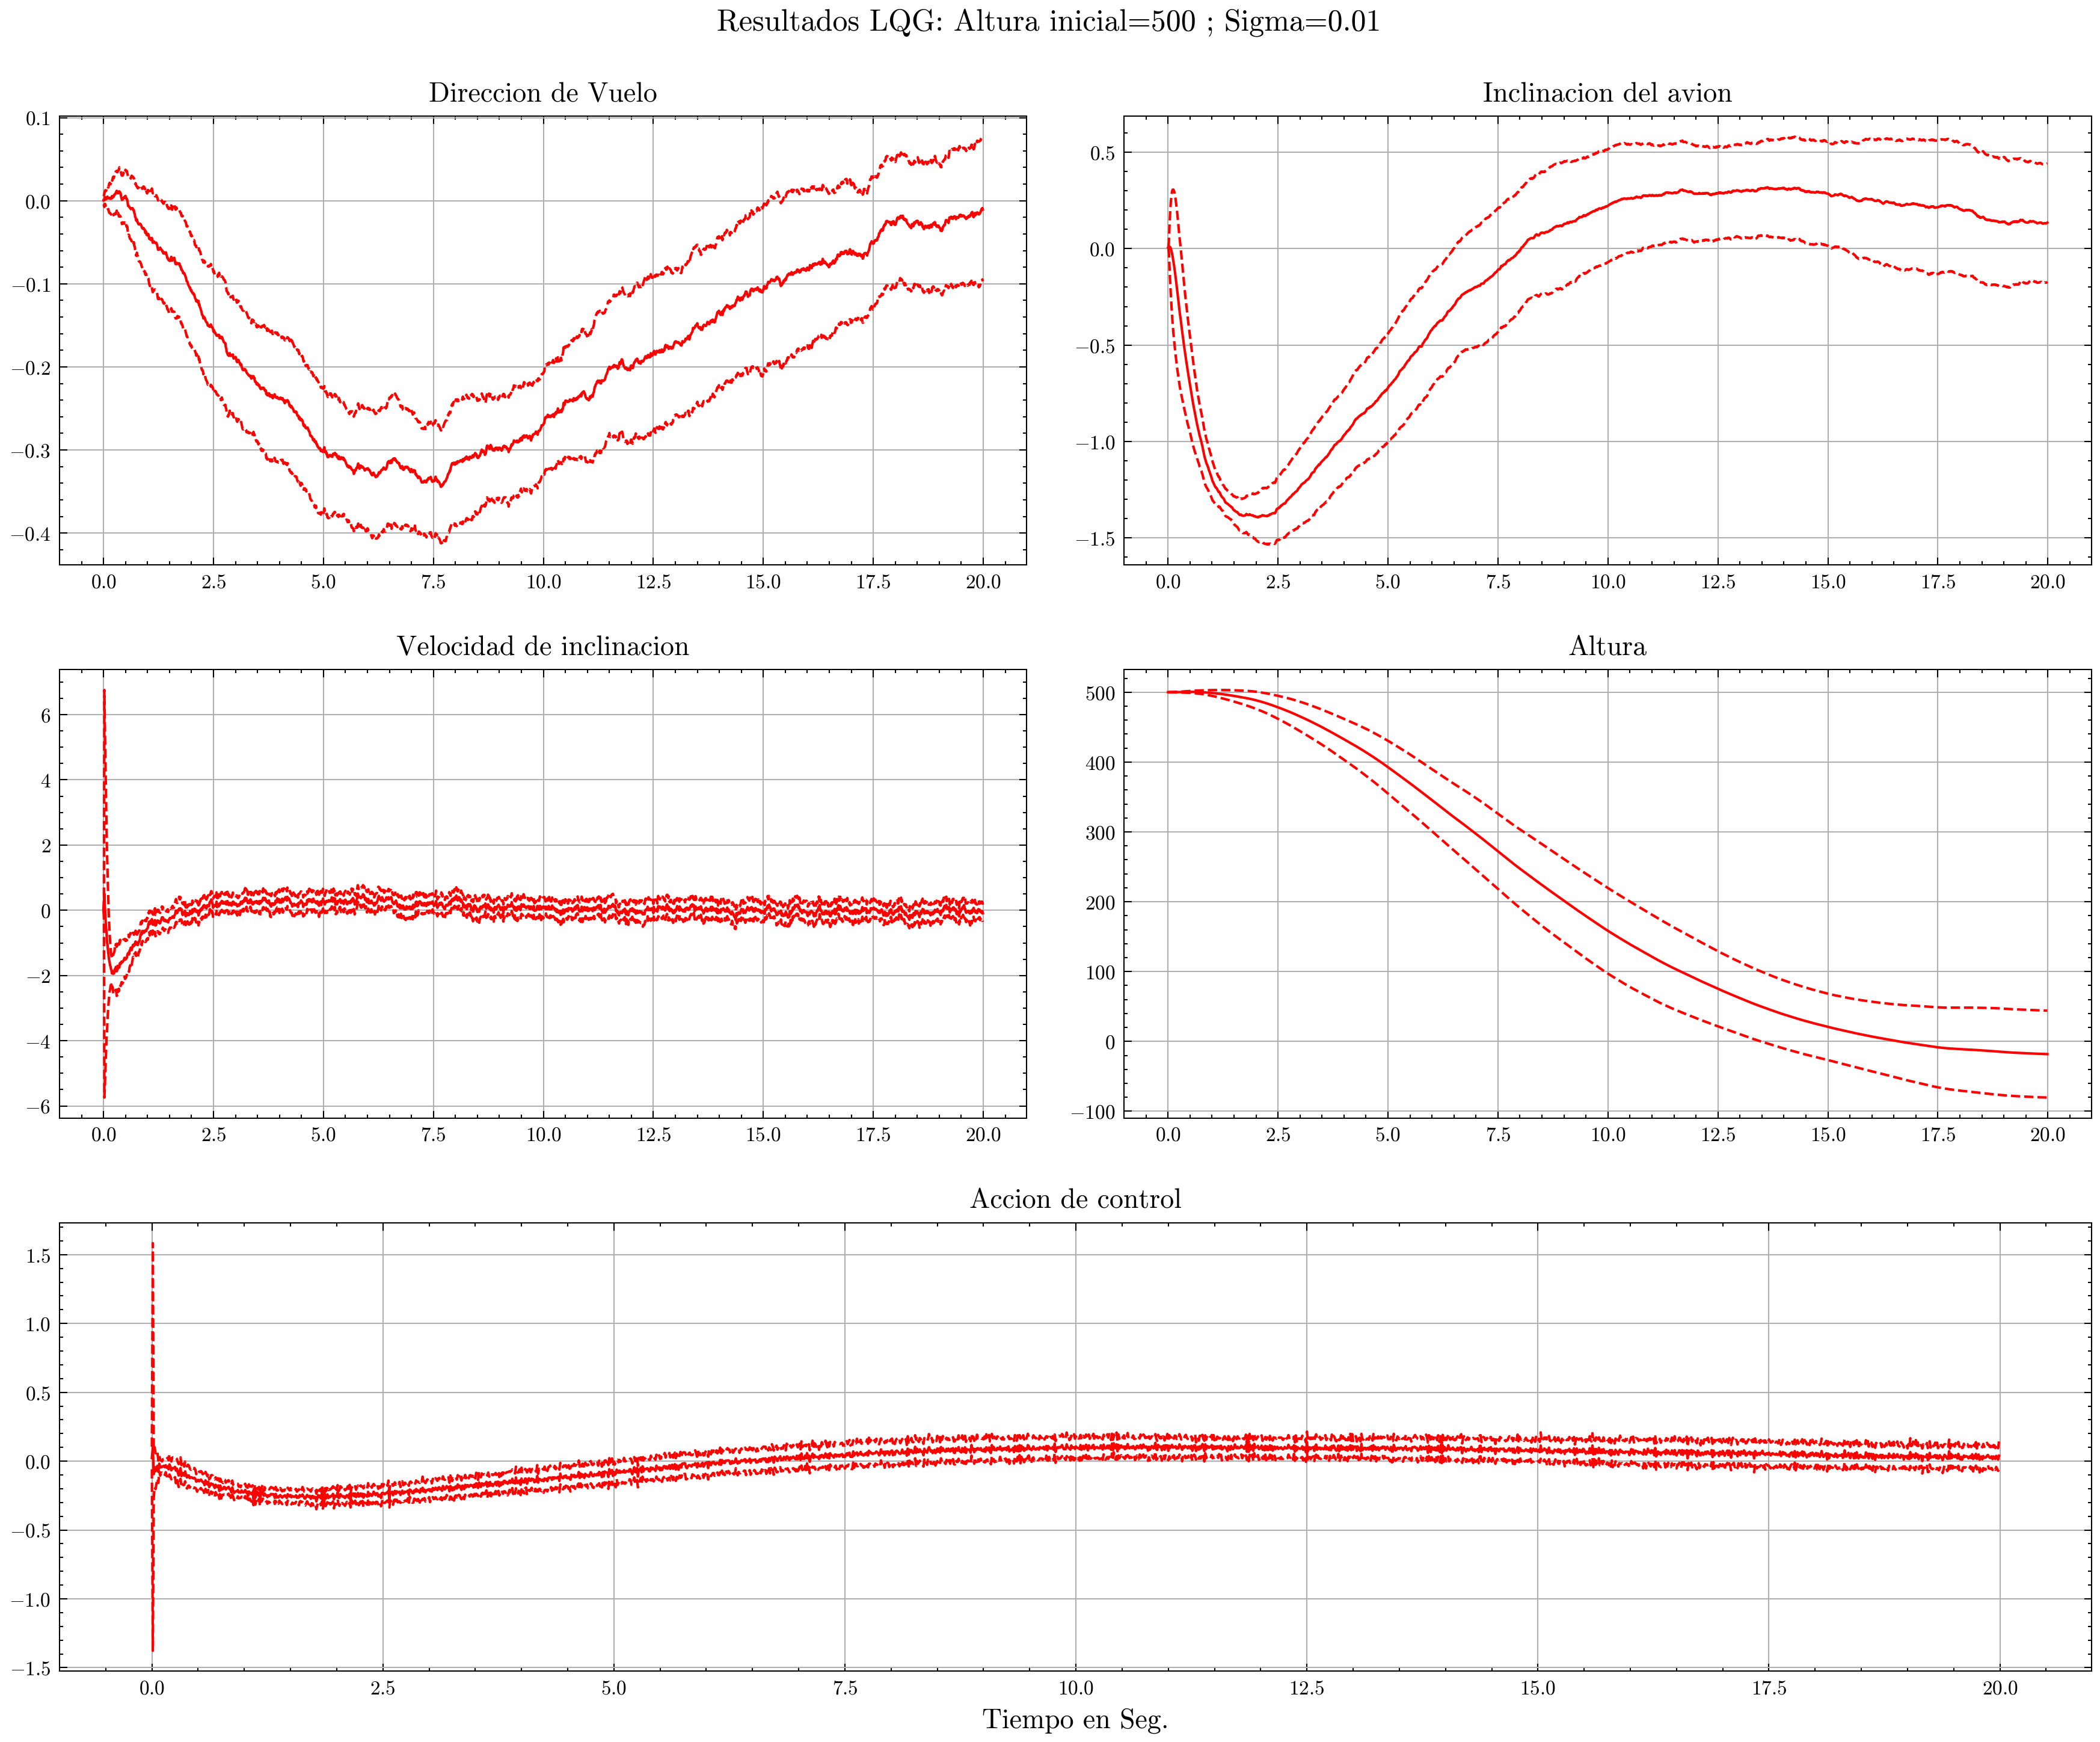 Resultados LQG: Altura inicial=500 ; Sigma=0.01
Direccion de Vuelo
0.1
0.0
−0.1
−0.2
−0.3
−0.4
0.0 2.5 5.0 7.5 10.0 12.5 15.0 17.5 20.0
Inclinacion del avion
0.5
0.0
−0.5
−1.0
−1.5
0.0 2.5 5.0 7.5 10.0 12.5 15.0 17.5 20.0
Velocidad de inclinacion
6
4
2
0
−2
−4
−6
0.0 2.5 5.0 7.5 10.0 12.5 15.0 17.5 20.0
Altura
500
400
300
200
100
0
−100
0.0 2.5 5.0 7.5 10.0 12.5 15.0 17.5 20.0
Accion de control
1.5
1.0
0.5
0.0
−0.5
−1.0
−1.5
0.0 2.5 5.0 7.5 10.0 12.5 15.0 17.5 20.0
Tiempo en Seg.